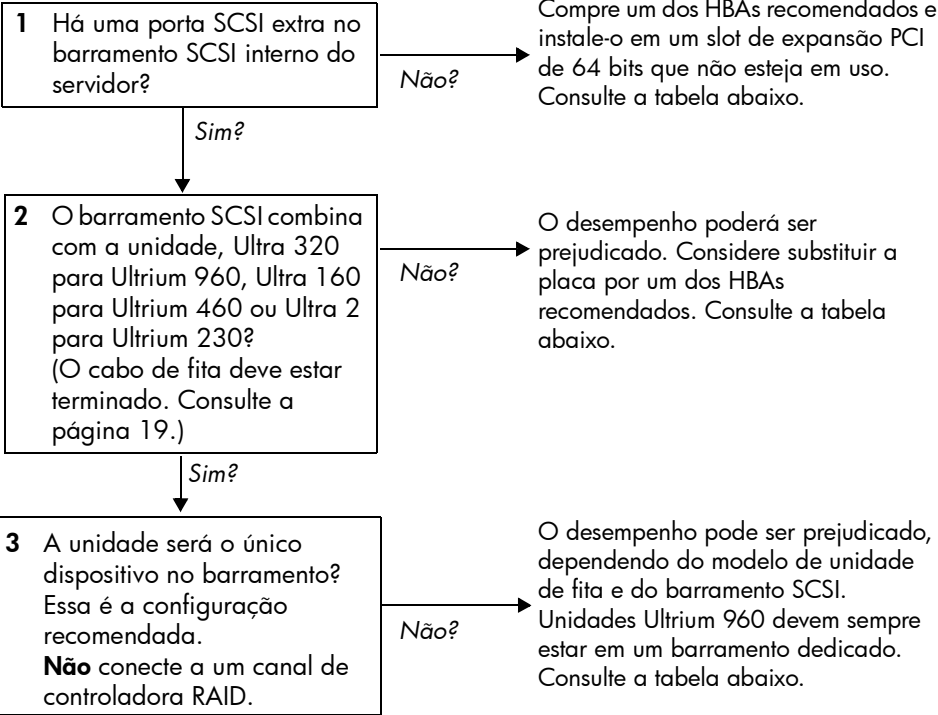 1 Há uma porta SCSI extra no
barramento SCSI interno do
servidor?
Não?
Compre um dos HBAs recomendados e
instale-o em um slot de expansão PCI
de 64 bits que não esteja em uso.
Consulte a tabela abaixo.
Sim?
2 O barramento SCSI combina
com a unidade, Ultra 320
para Ultrium 960, Ultra 160
para Ultrium 460 ou Ultra 2
para Ultrium 230?
(O cabo de fita deve estar
terminado. Consulte a
página 19.)
Não?
O desempenho poderá ser
prejudicado. Considere substituir a
placa por um dos HBAs
recomendados. Consulte a tabela
abaixo.
Sim?
3 A unidade será o único
dispositivo no barramento?
Essa é a configuração
recomendada.
Não conecte a um canal de
controladora RAID.
Não?
O desempenho pode ser prejudicado,
dependendo do modelo de unidade
de fita e do barramento SCSI.
Unidades Ultrium 960 devem sempre
estar em um barramento dedicado.
Consulte a tabela abaixo.